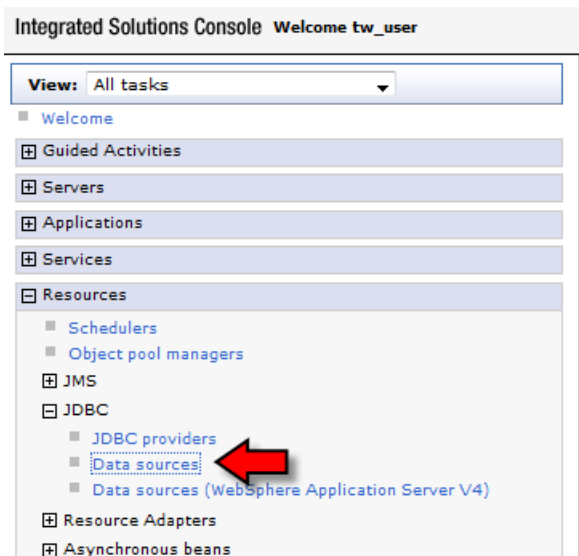 Integrated Solutions Console Welcome tw_user
View: All tasks
Welcome
Guided Activities
Servers
Applications
Services
Resources
Schedulers
Object pool managers
JMS
JDBC
JDBC providers
Data sources
Data sources (WebSphere Application Server V4)
Resource Adapters
Asynchronous beans